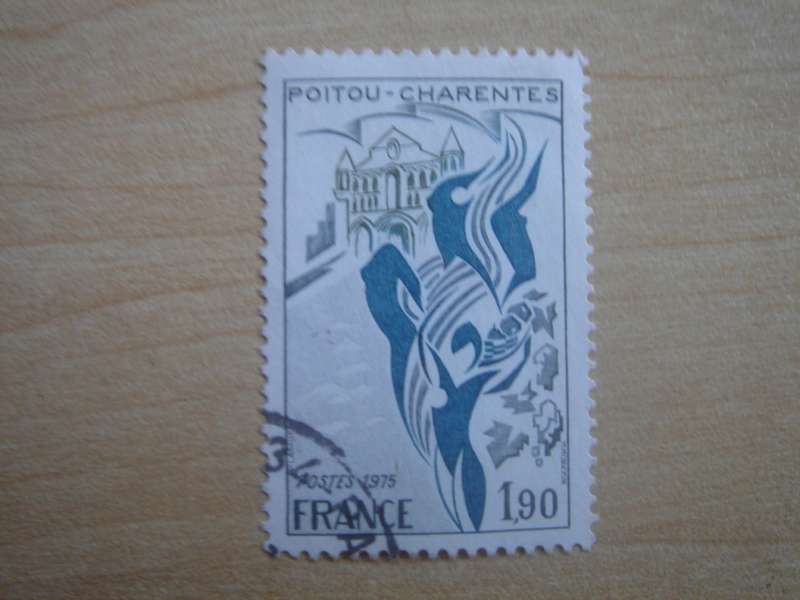 POITOU-CHARENTES
POSTES 1975
FRANCE
1,90